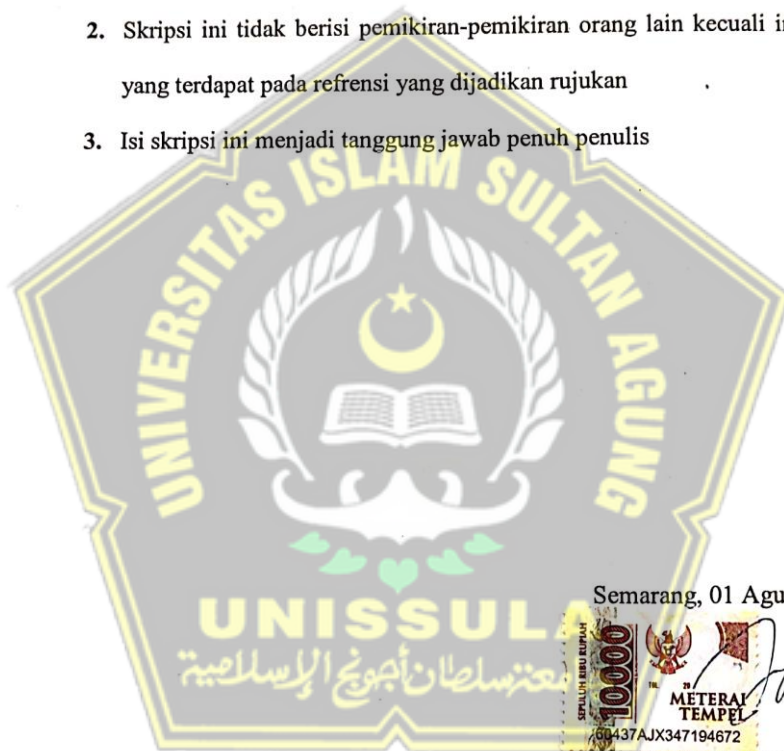 2. Skripsi ini tidak berisi pemikiran-pemikiran orang lain kecuali
yang terdapat pada refrensi yang dijadikan rujukan
3. Isi skripsi ini menjadi tanggung jawab penuh penulis
UNIVERSITAS ISLAM SULTAN AGUNG
UNISSULA
جامعنسلطان أجونج الإسلامية
Semarang, 01
SEPULUH RIBU RUPIAH
10000
METERAI
TEMPEL
60437AJX347194672